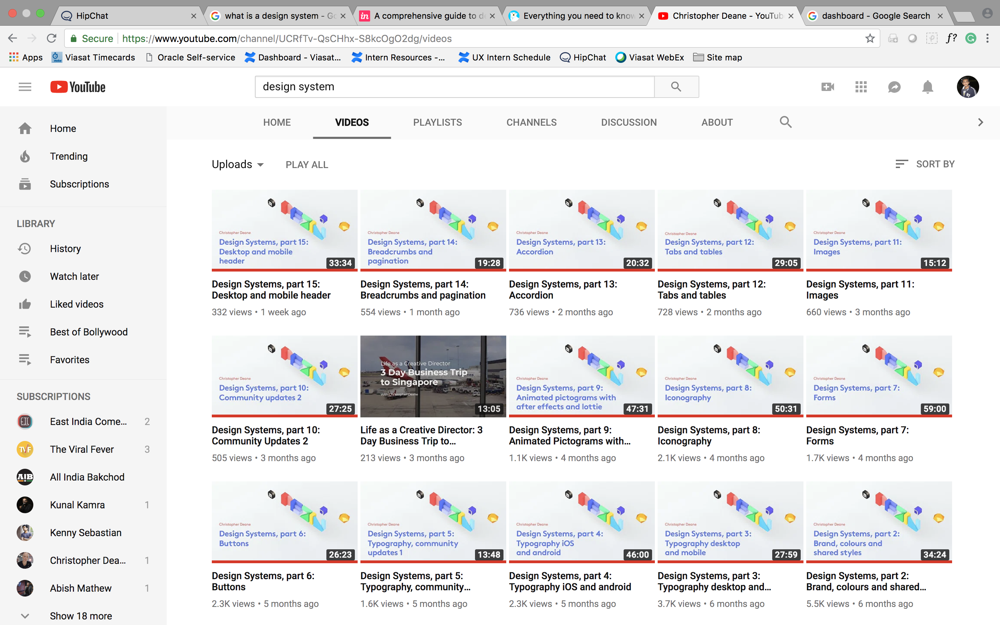 HipChat
what is a design system - Go
A comprehensive guide to de
Everything you need to know
Christopher Deane - YouTub
dashboard - Google Search
Secure https://www.youtube.com/channel/UCRfTv-QsCHhx-S8kcOgO2dg/videos
f?
Apps
Viasat Timecards
Oracle Self-service
Dashboard - Viasat...
Intern Resources -...
UX Intern Schedule
HipChat
Viasat WebEx
Site map
YouTube
design system
HOME
VIDEOS
PLAYLISTS
CHANNELS
DISCUSSION
ABOUT
Home
Trending
Subscriptions
LIBRARY
History
Watch later
Liked videos
Best of Bollywood
Favorites
SUBSCRIPTIONS
East India Come... 2
The Viral Fever 3
All India Bakchod
Kunal Kamra 1
Kenny Sebastian
Christopher Dea... 1
Abish Mathew 1
Show 18 more
EIC
TVF
AIB
Uploads
PLAY ALL
SORT BY
Christopher Deane
Design Systems, part 15:
Desktop and mobile
header
33:34
Design Systems, part 15:
Desktop and mobile header
332 views • 1 week ago
Christopher Deane
Design Systems, part 14:
Breadcrumbs and
pagination
19:28
Design Systems, part 14:
Breadcrumbs and pagination
554 views • 1 month ago
Christopher Deane
Design Systems, part 13:
Accordion
20:32
Design Systems, part 13:
Accordion
736 views • 2 months ago
Christopher Deane
Design Systems, part 12:
Tabs and tables
29:05
Design Systems, part 12:
Tabs and tables
728 views • 2 months ago
Christopher Deane
Design Systems, part 11:
Images
15:12
Design Systems, part 11:
Images
660 views • 3 months ago
Christopher Deane
Design Systems, part 10:
Community updates 2
27:25
Design Systems, part 10:
Community Updates 2
505 views • 3 months ago
Life as a Creative Director
3 Day Business Trip
to Singapore
With Christopher Deane
13:05
Life as a Creative Director: 3
Day Business Trip to...
213 views • 3 months ago
Christopher Deane
Design Systems, part 9:
Animated pictograms with
after effects and lottie
47:31
Design Systems, part 9:
Animated Pictograms with...
1.1K views • 4 months ago
Christopher Deane
Design Systems, part 8:
Iconography
50:31
Design Systems, part 8:
Iconography
2.1K views • 4 months ago
Christopher Deane
Design Systems, part 7:
Forms
59:00
Design Systems, part 7:
Forms
1.7K views • 4 months ago
Christopher Deane
Design Systems, part 6:
Buttons
26:23
Design Systems, part 6:
Buttons
2.3K views • 5 months ago
Christopher Deane
Design Systems, part 5:
Typography, community
updates 1
13:48
Design Systems, part 5:
Typography, community...
1.6K views • 5 months ago
Christopher Deane
Design Systems, part 4:
Typography iOS
and android
46:00
Design Systems, part 4:
Typography iOS and android
2.3K views • 5 months ago
Christopher Deane
Design Systems, part 3:
Typography desktop
and mobile
27:59
Design Systems, part 3:
Typography desktop and...
3.7K views • 6 months ago
Christopher Deane
Design Systems, part 2:
Brand, colours and
shared styles
34:24
Design Systems, part 2:
Brand, colours and shared...
5.5K views • 6 months ago